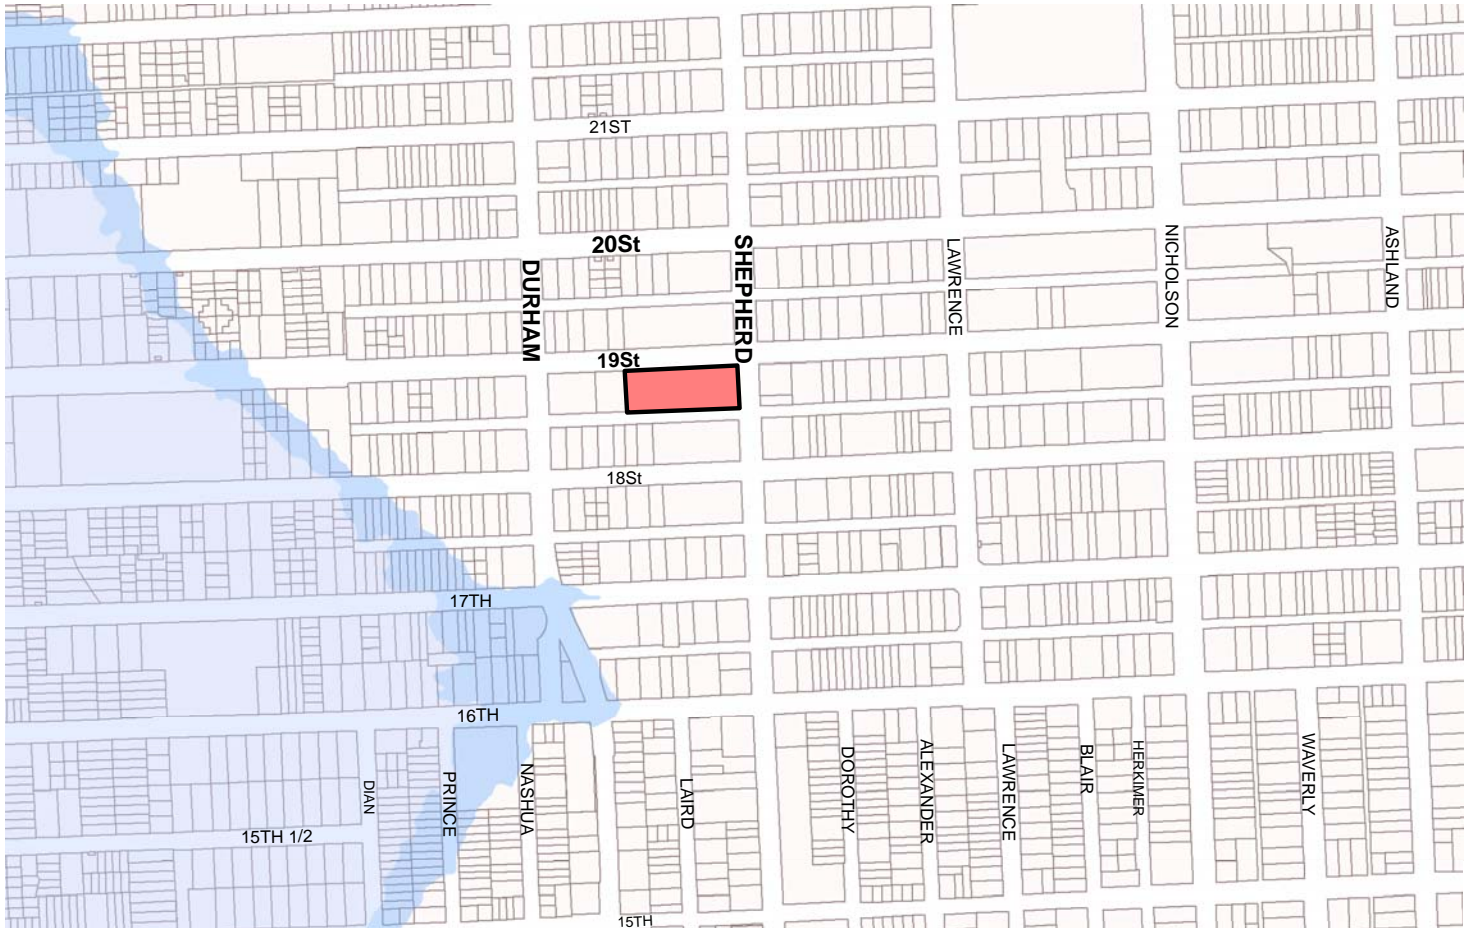 21ST
20St
SHEPHERD
DURHAM
LAWRENCE
NICHOLSON
ASHLAND
19St
18St
17TH
16TH
DIAN
PRINCE
NASHUA
LAIRD
DOROTHY
ALEXANDER
LAWRENCE
BLAIR
HERKIMER
WAVERLY
15TH 1/2
15TH